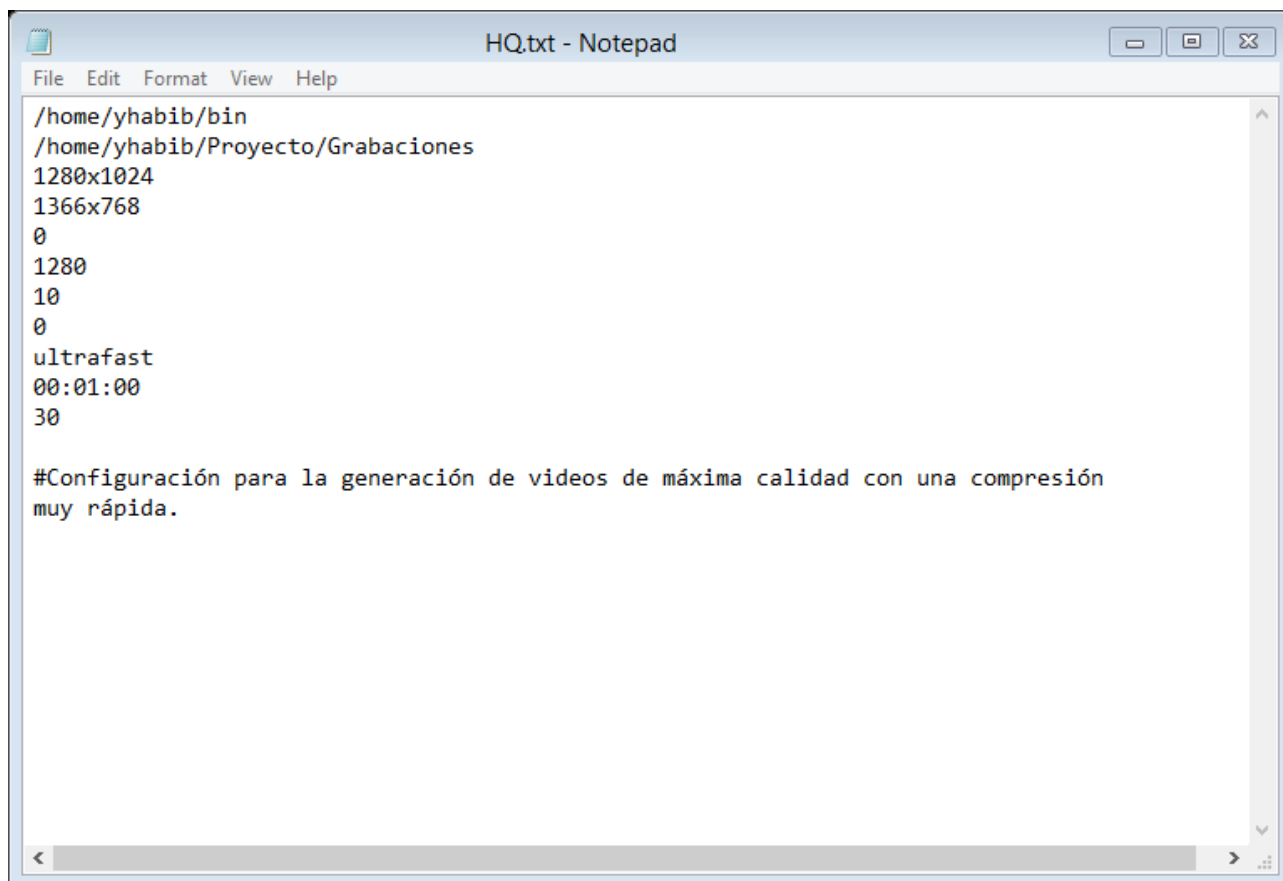 HQ.txt - Notepad
File Edit Format View Help
/home/yhabib/bin
/home/yhabib/Proyecto/Grabaciones
1280x1024
1366x768
0
1280
10
0
ultrafast
00:01:00
30
#Configuración para la generación de videos de máxima calidad con una compresión
muy rápida.